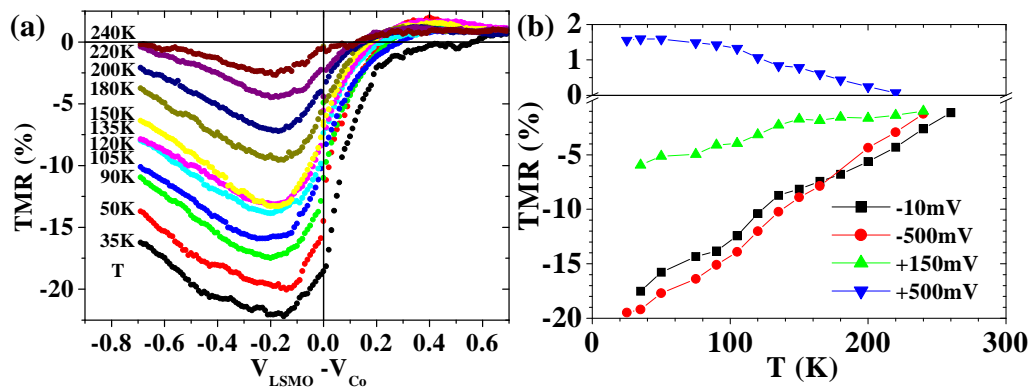 (a)
TMR (%)
0
-5
-10
-15
-20
240K
220K
200K
180K
150K
135K
120K
105K
90K
50K
35K
T
-0.8 -0.6 -0.4 -0.2 0.0 0.2 0.4 0.6
V_LSMO -V_Co
(b)
TMR (%)
2
1
0
-5
-10
-15
-20
-10mV
-500mV
+150mV
+500mV
0 100 200 300
T (K)